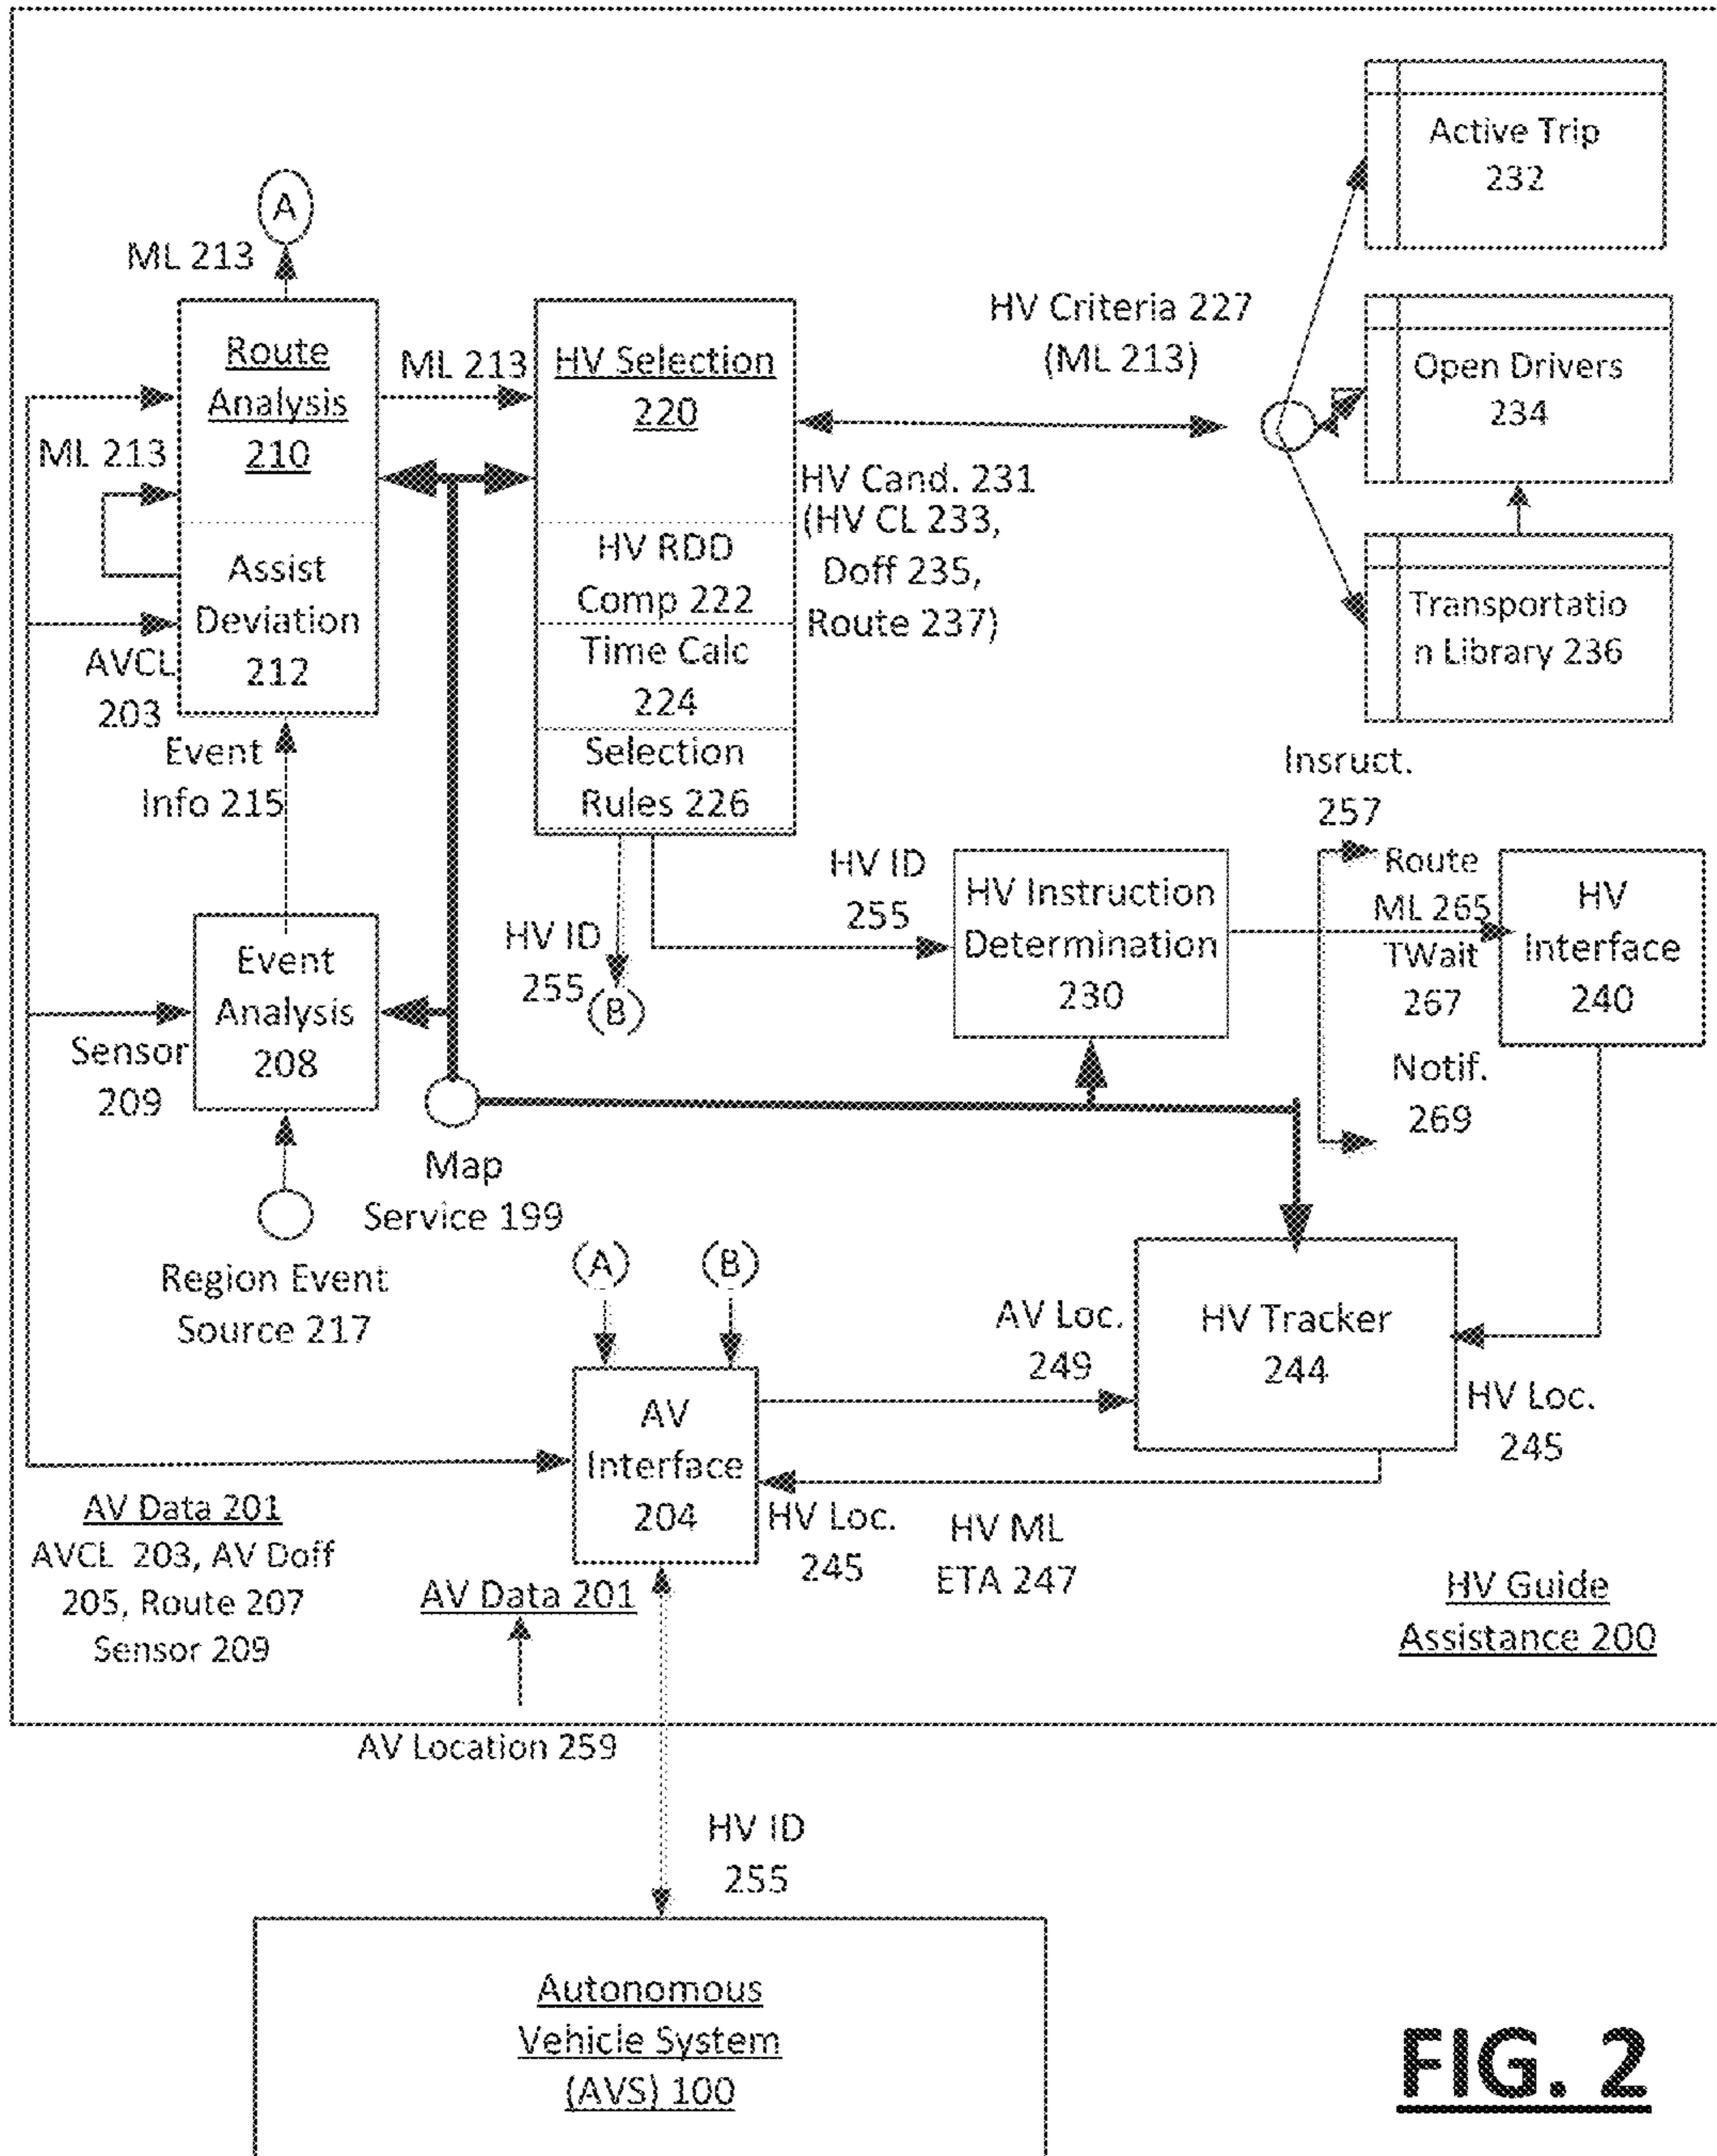 Active Trip
232
A
ML 213
HV Criteria 227
(ML 213)
Route
Analysis
210
ML 213
HV Selection
220
Open Drivers
234
ML 213
HV Cand. 231
(HV CL 233,
Doff 235,
Route 237)
Assist
Deviation
212
HV RDD
Comp 222
Transportatio
n Library 236
AVCL
203
Time Calc
224
Event
Info 215
Selection
Rules 226
Insruct.
257
HV ID
255
HV Instruction
Determination
230
Route
ML 265
TWait
267
HV
Interface
240
HV ID
255
(B)
Event
Analysis
208
Sensor
209
Notif.
269
Map
Service 199
Region Event
Source 217
(A)
(B)
AV Loc.
249
HV Tracker
244
HV Loc.
245
AV
Interface
204
HV Loc.
245
HV ML
ETA 247
AV Data 201
AVCL 203, AV Doff
205, Route 207
Sensor 209
AV Data 201
HV Guide
Assistance 200
AV Location 259
HV ID
255
Autonomous
Vehicle System
(AVS) 100
FIG. 2